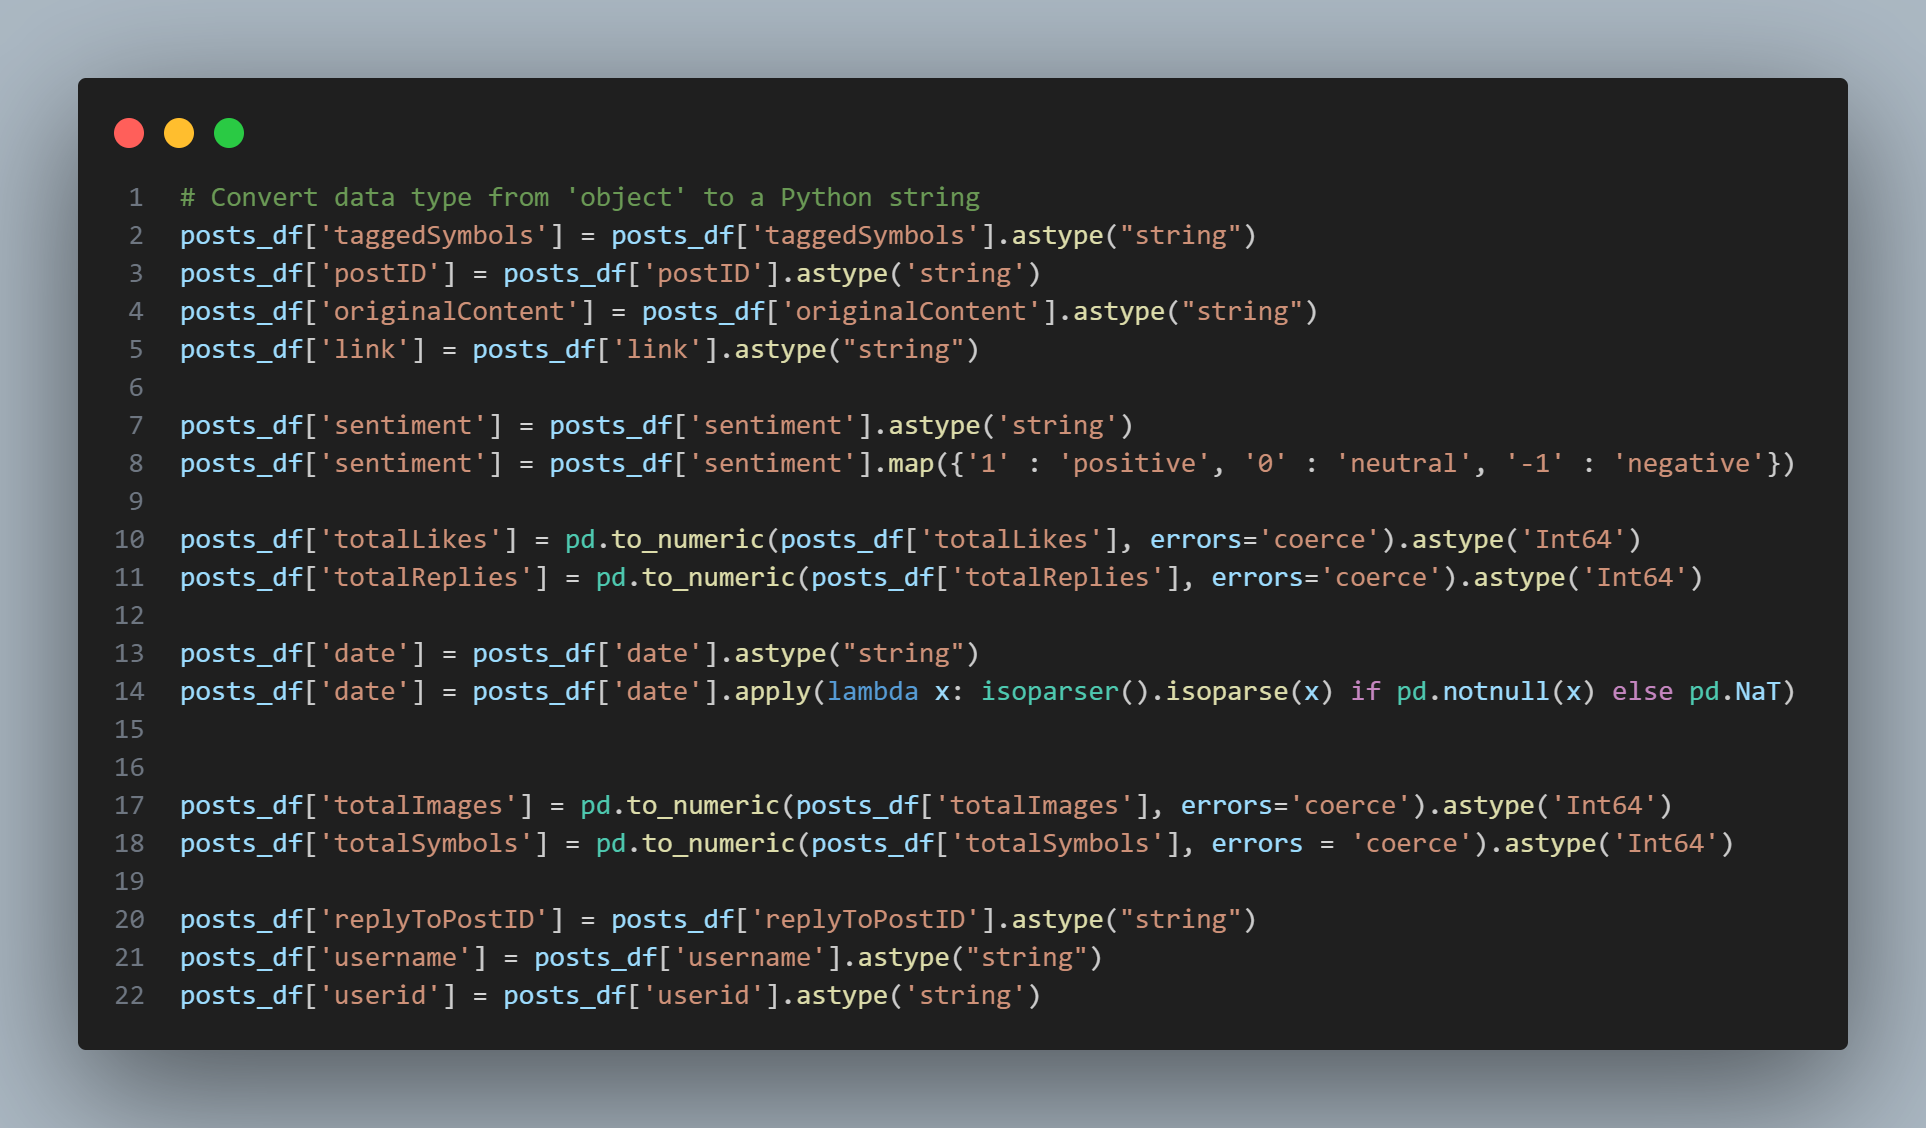 1 # Convert data type from 'object' to a Python string
2 posts_df['taggedSymbols'] = posts_df['taggedSymbols'].astype("string")
3 posts_df['postID'] = posts_df['postID'].astype('string')
4 posts_df['originalContent'] = posts_df['originalContent'].astype("string")
5 posts_df['link'] = posts_df['link'].astype("string")
6
7 posts_df['sentiment'] = posts_df['sentiment'].astype('string')
8 posts_df['sentiment'] = posts_df['sentiment'].map({'1' : 'positive', '0' : 'neutral', '-1' : 'negative'})
9
10 posts_df['totalLikes'] = pd.to_numeric(posts_df['totalLikes'], errors='coerce').astype('Int64')
11 posts_df['totalReplies'] = pd.to_numeric(posts_df['totalReplies'], errors='coerce').astype('Int64')
12
13 posts_df['date'] = posts_df['date'].astype("string")
14 posts_df['date'] = posts_df['date'].apply(lambda x: isoparser().isoparse(x) if pd.notnull(x) else pd.NaT)
15
16
17 posts_df['totalImages'] = pd.to_numeric(posts_df['totalImages'], errors='coerce').astype('Int64')
18 posts_df['totalSymbols'] = pd.to_numeric(posts_df['totalSymbols'], errors = 'coerce').astype('Int64')
19
20 posts_df['replyToPostID'] = posts_df['replyToPostID'].astype("string")
21 posts_df['username'] = posts_df['username'].astype("string")
22 posts_df['userid'] = posts_df['userid'].astype('string')